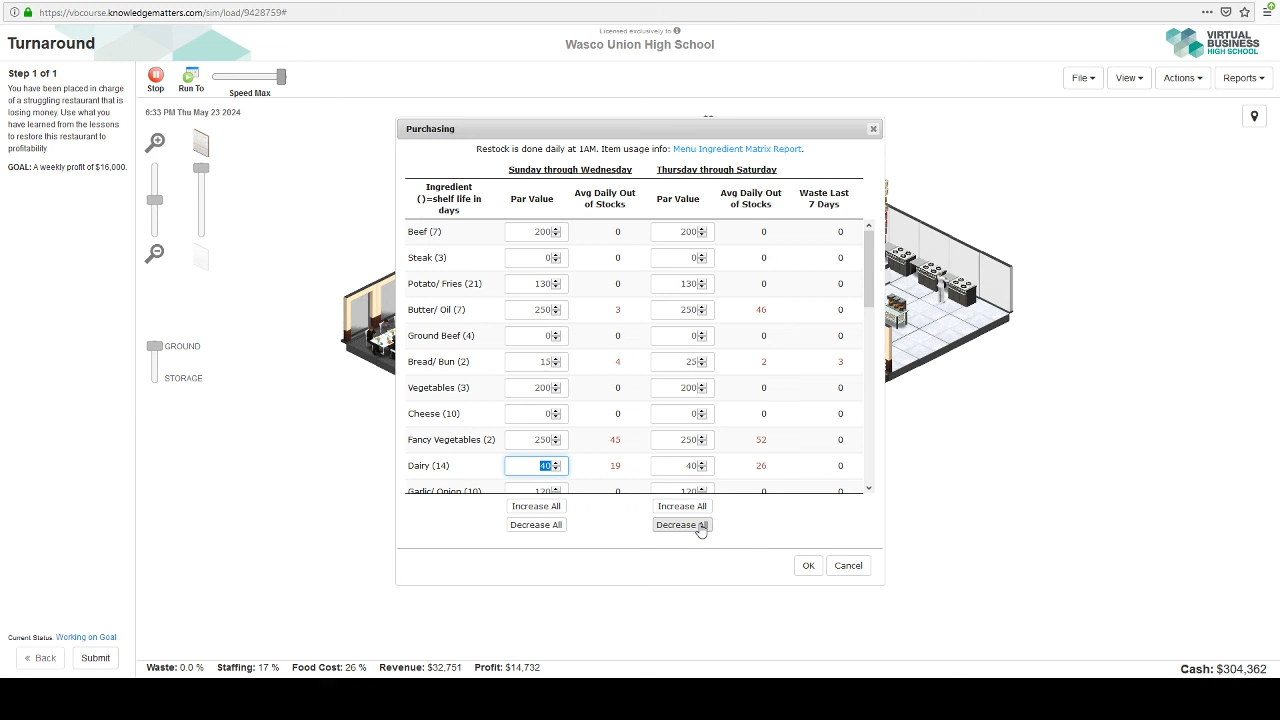 https://vbcourse.knowledgematters.com/sim/load/9428759#
Turnaround
Licensed exclusively to
Wasco Union High School
VIRTUAL
BUSINESS
HIGH SCHOOL
Step 1 of 1
You have been placed in charge
of a struggling restaurant that is
losing money. Use what you
have learned from the lessons
to restore this restaurant to
profitability.
GOAL: A weekly profit of $16,000.
Stop
Run To
Speed Max
File
View
Actions
Reports
6:33 PM Thu May 23 2024
GROUND
STORAGE
Purchasing
Restock is done daily at 1AM. Item usage info: Menu Ingredient Matrix Report.
Sunday through Wednesday Thursday through Saturday
Ingredient
()=shelf life in
days
Par Value
Avg Daily Out
of Stocks
Par Value
Avg Daily Out
of Stocks
Waste Last
7 Days
Beef (7) 200 0 200 0 0
Steak (3) 0 0 0 0 0
Potato/ Fries (21) 130 0 130 0 0
Butter/ Oil (7) 250 3 250 46 0
Ground Beef (4) 0 0 0 0 0
Bread/ Bun (2) 15 4 25 2 3
Vegetables (3) 200 0 200 0 0
Cheese (10) 0 0 0 0 0
Fancy Vegetables (2) 250 45 250 52 0
Dairy (14) 40 19 40 26 0
Garlic/ Onion (10) 120 0 120 0 0
Increase All Increase All
Decrease All Decrease All
OK Cancel
Current Status: Working on Goal
« Back Submit
Waste: 0.0 % Staffing: 17 % Food Cost: 26 % Revenue: $32,751 Profit: $14,732
Cash: $304,362